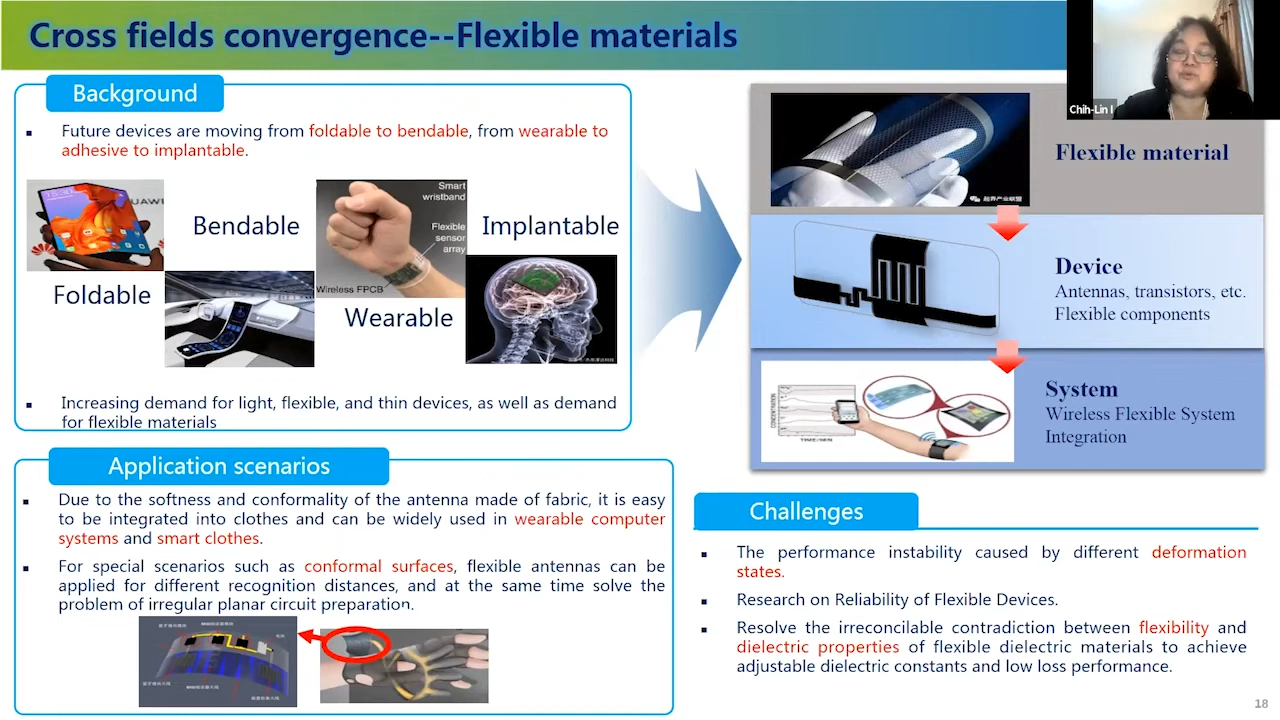 Cross fields convergence--Flexible materials
Chih-Lin I
Background
▪ Future devices are moving from foldable to bendable, from wearable to
adhesive to implantable.
UAWE
Foldable
Bendable
Smart
wristband
Flexible
sensor
array
Wireless FPCB
Wearable
Implantable
▪ Increasing demand for light, flexible, and thin devices, as well as demand
for flexible materials
Flexible material
Device
Antennas, transistors, etc.
Flexible components
System
Wireless Flexible System
Integration
TIME/MIN
Application scenarios
▪ Due to the softness and conformality of the antenna made of fabric, it is easy
to be integrated into clothes and can be widely used in wearable computer
systems and smart clothes.
▪ For special scenarios such as conformal surfaces, flexible antennas can be
applied for different recognition distances, and at the same time solve the
problem of irregular planar circuit preparation.
Challenges
▪ The performance instability caused by different deformation
states.
▪ Research on Reliability of Flexible Devices.
▪ Resolve the irreconcilable contradiction between flexibility and
dielectric properties of flexible dielectric materials to achieve
adjustable dielectric constants and low loss performance.
18